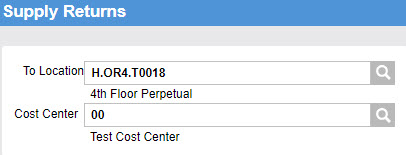 Supply Returns
To Location H.OR4.T0018
4th Floor Perpetual
Cost Center 00
Test Cost Center